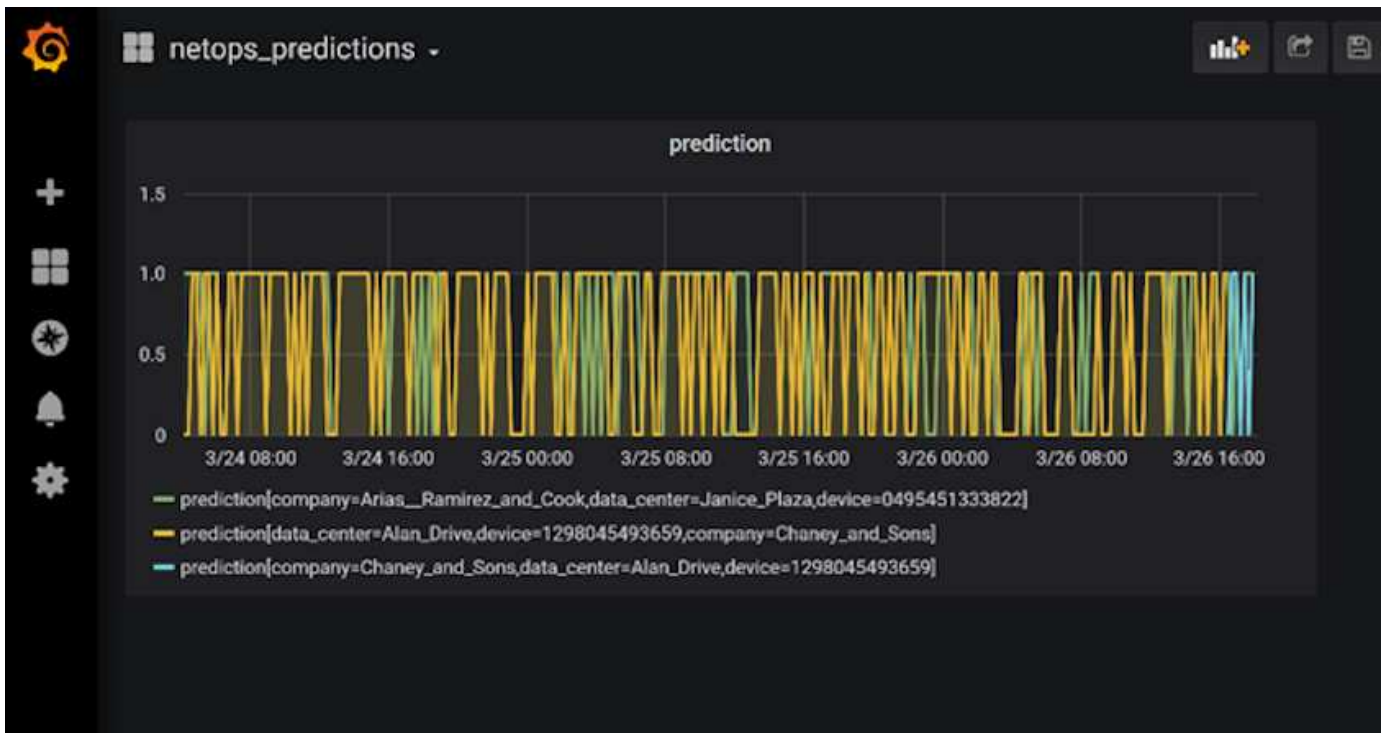 netops_predictions
prediction
1.5
1.0
0.5
0
3/24 08:00 3/24 16:00 3/25 00:00 3/25 08:00 3/25 16:00 3/26 00:00 3/26 08:00 3/26 16:00
prediction[company=Arias__Ramirez_and_Cook,data_center=Janice_Plaza,device=0495451333822]
prediction[data_center=Alan_Drive,device=1298045493659,company=Chaney_and_Sons]
prediction[company=Chaney_and_Sons,data_center=Alan_Drive,device=1298045493659]